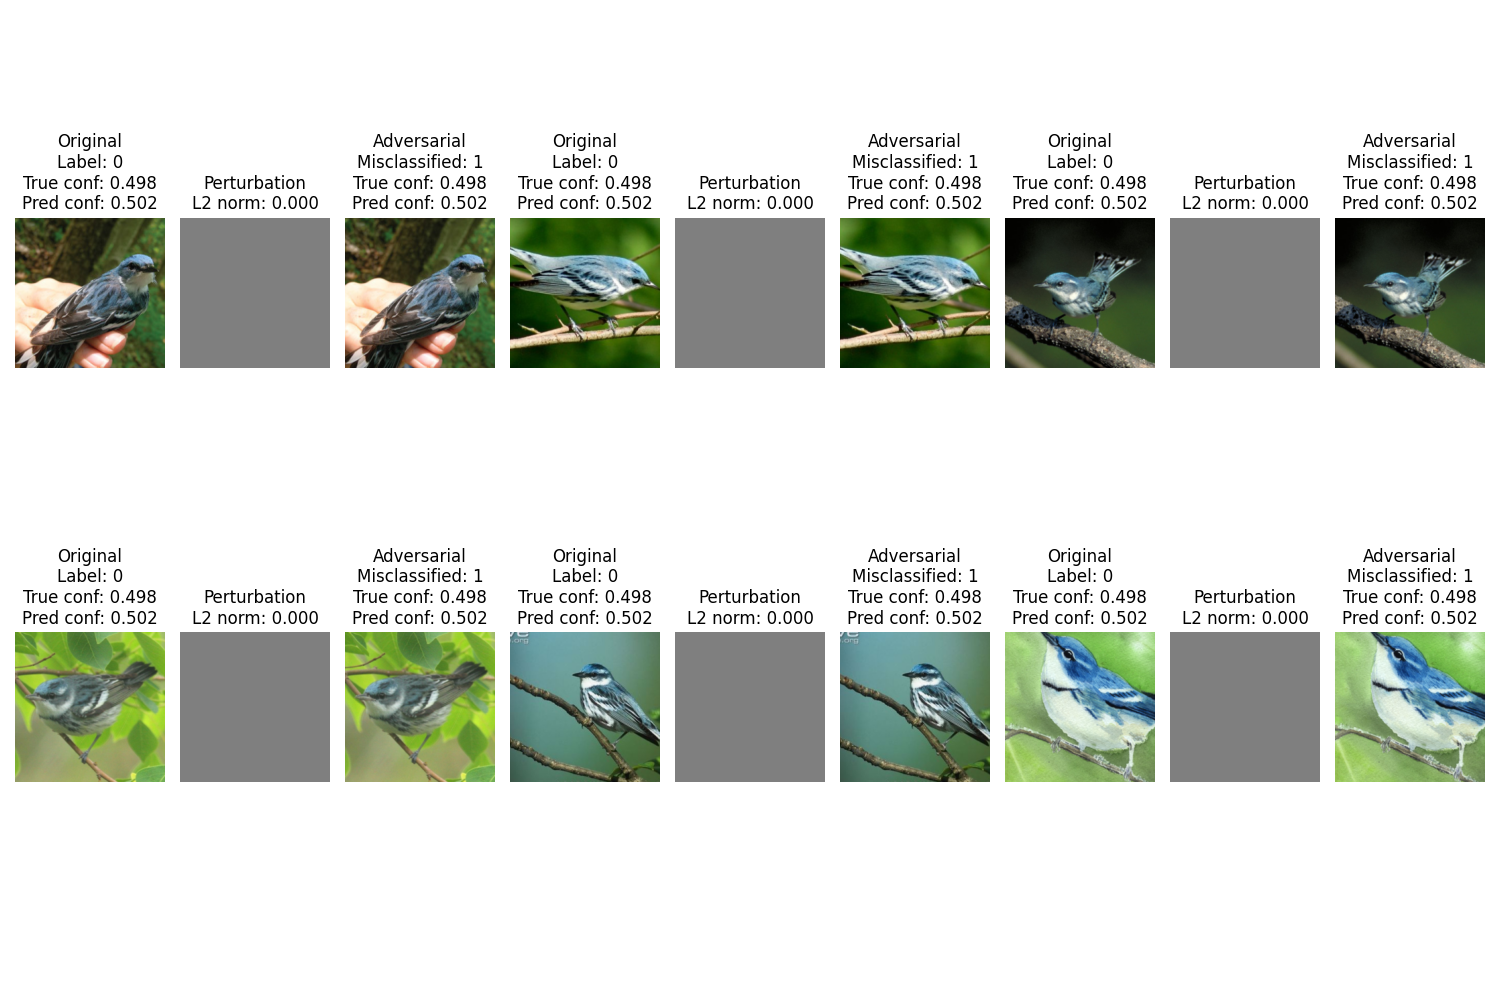 Original
Label: 0
True conf: 0.498
Pred conf: 0.502
Perturbation
L2 norm: 0.000
Adversarial
Misclassified: 1
True conf: 0.498
Pred conf: 0.502
Original
Label: 0
True conf: 0.498
Pred conf: 0.502
Perturbation
L2 norm: 0.000
Adversarial
Misclassified: 1
True conf: 0.498
Pred conf: 0.502
Original
Label: 0
True conf: 0.498
Pred conf: 0.502
Perturbation
L2 norm: 0.000
Adversarial
Misclassified: 1
True conf: 0.498
Pred conf: 0.502
Original
Label: 0
True conf: 0.498
Pred conf: 0.502
Perturbation
L2 norm: 0.000
Adversarial
Misclassified: 1
True conf: 0.498
Pred conf: 0.502
Original
Label: 0
True conf: 0.498
Pred conf: 0.502
Perturbation
L2 norm: 0.000
Adversarial
Misclassified: 1
True conf: 0.498
Pred conf: 0.502
Original
Label: 0
True conf: 0.498
Pred conf: 0.502
Perturbation
L2 norm: 0.000
Adversarial
Misclassified: 1
True conf: 0.498
Pred conf: 0.502